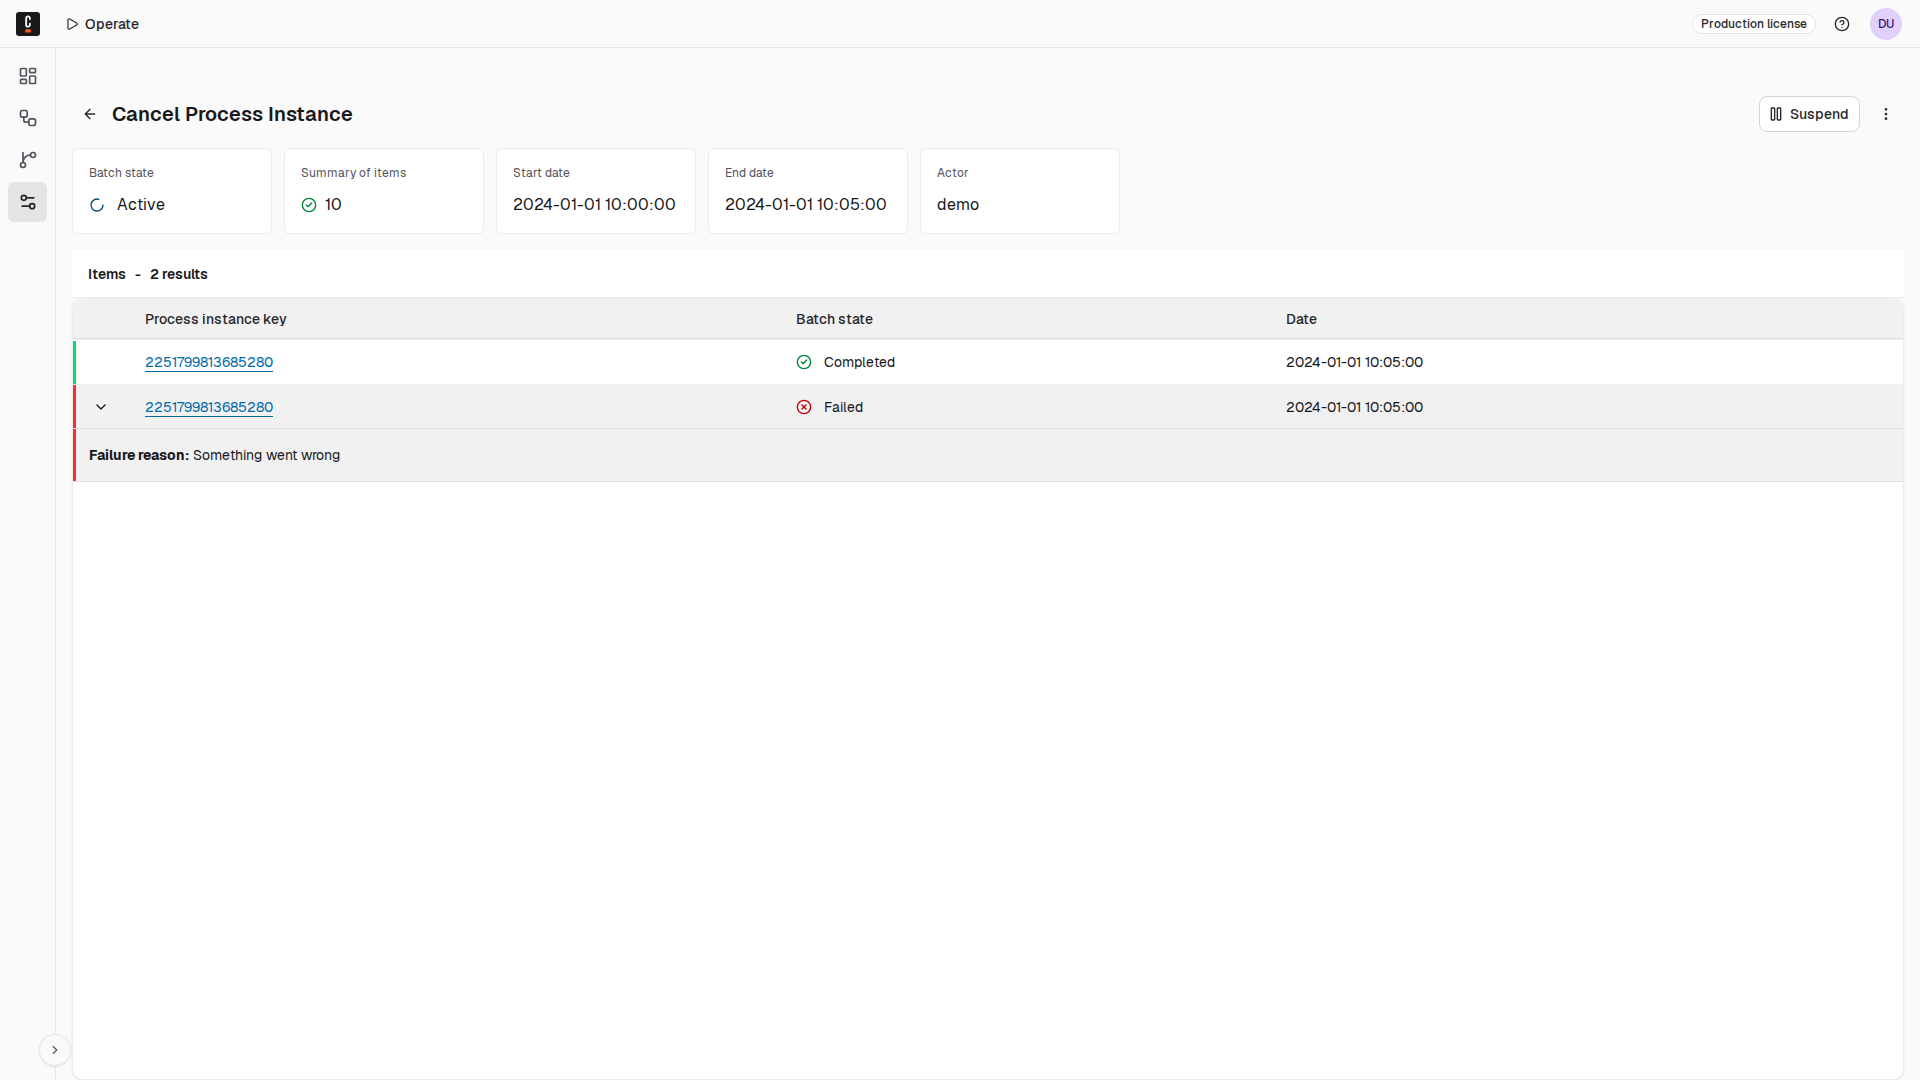 Operate
Production license
DU
Cancel Process Instance
Suspend
Batch state
Active
Summary of items
10
Start date
2024-01-01 10:00:00
End date
2024-01-01 10:05:00
Actor
demo
Items - 2 results
Process instance key Batch state Date
2251799813685280 Completed 2024-01-01 10:05:00
2251799813685280 Failed 2024-01-01 10:05:00
Failure reason: Something went wrong